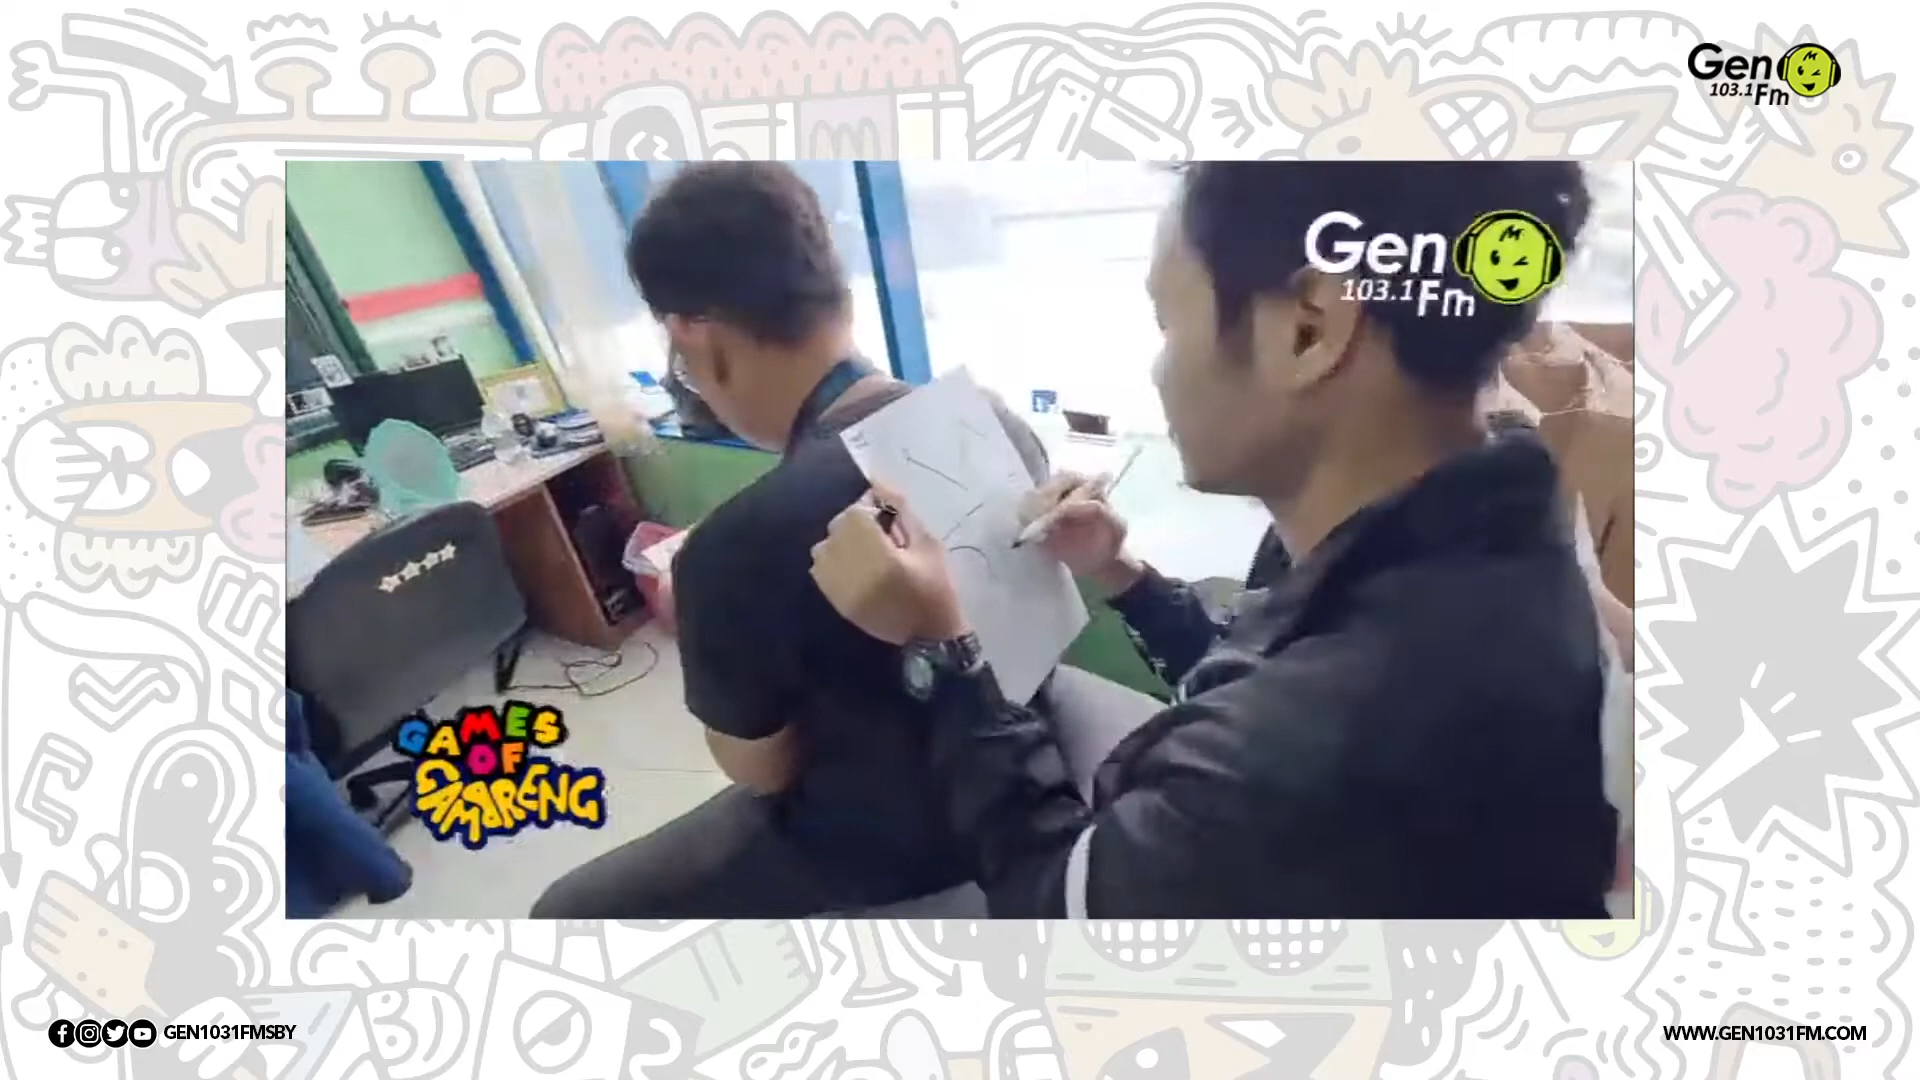 Gen
103.1 Fm
Gen
103.1 Fm
GAMES
OF
GAMBRENG
GEN1031FMSBY
WWW.GEN1031FM.COM